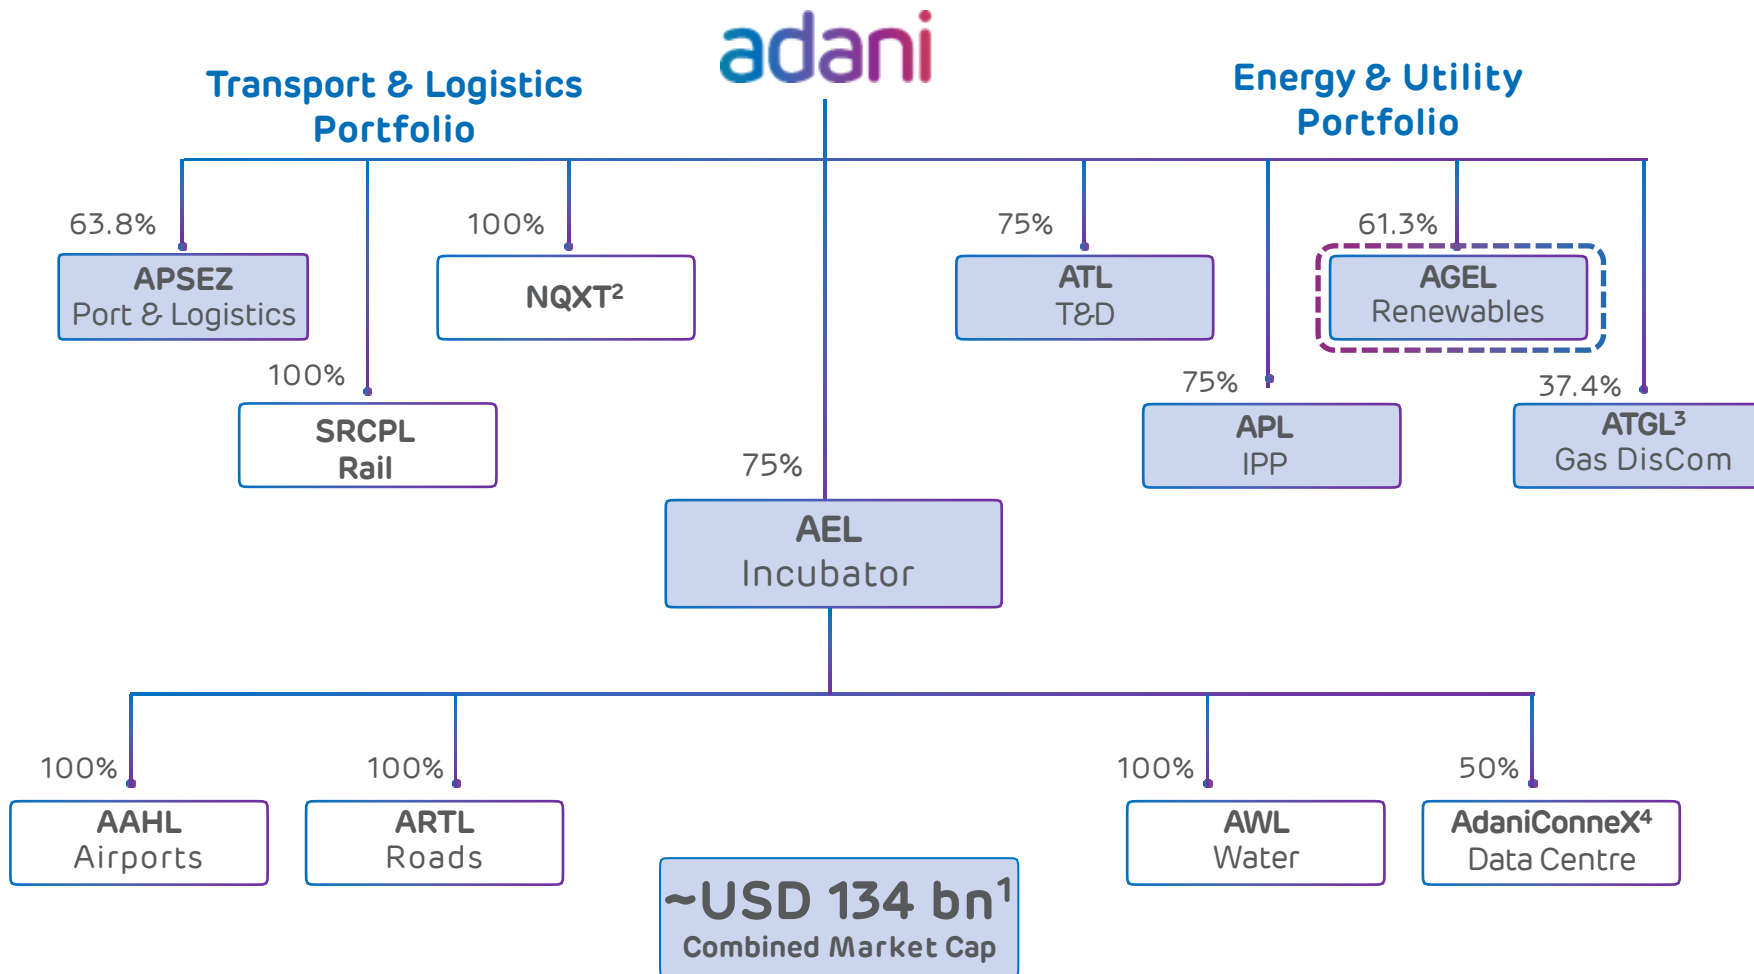 adani
Transport & Logistics
Portfolio
Energy & Utility
Portfolio
63.8%
APSEZ
Port & Logistics
100%
SRCPL
Rail
100%
NQXT²
75%
ATL
T&D
75%
APL
IPP
61.3%
AGEL
Renewables
37.4%
ATGL³
Gas DisCom
75%
AEL
Incubator
100%
AAHL
Airports
100%
ARTL
Roads
100%
AWL
Water
50%
AdaniConneX⁴
Data Centre
~USD 134 bn¹
Combined Market Cap